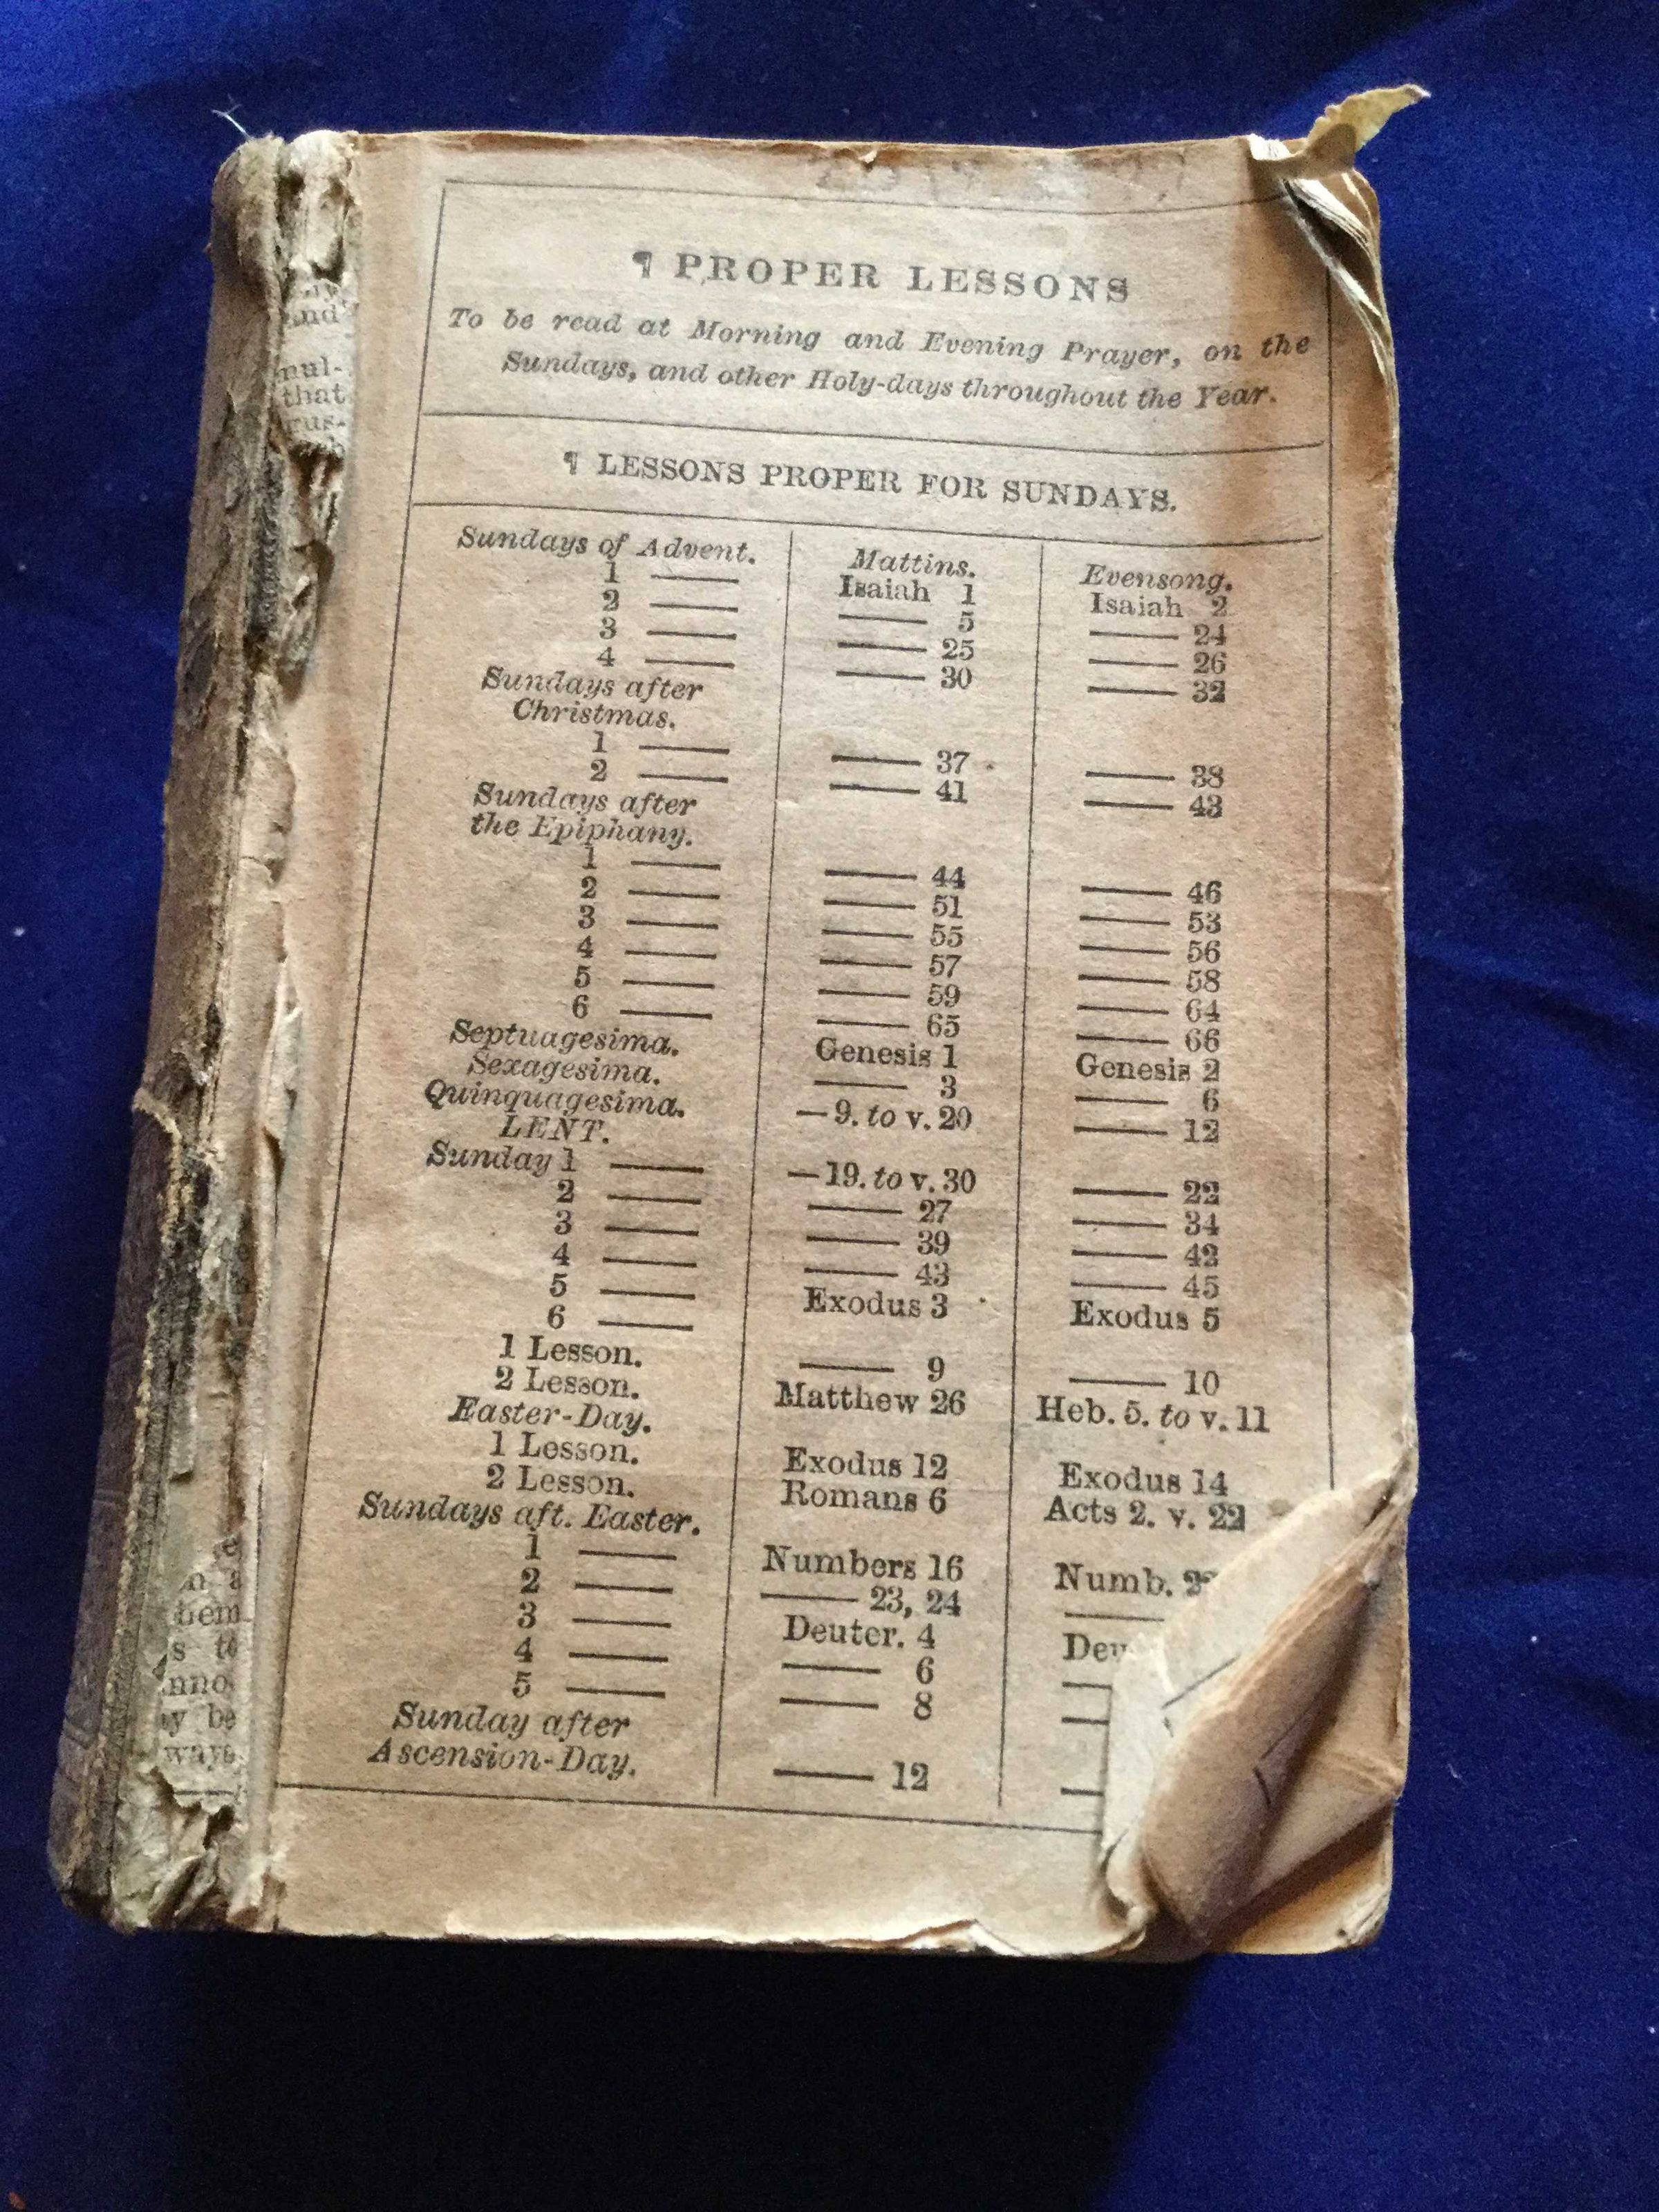 ¶ PROPER LESSONS
To be read at Morning and Evening Prayer, on the
Sundays, and other Holy-days throughout the Year.
¶ LESSONS PROPER FOR SUNDAYS.
Sundays of Advent. Mattins. Evensong.
1 —— Isaiah 1 Isaiah 2
2 —— —— 5 —— 24
3 —— —— 25 —— 26
4 —— —— 30 —— 32
Sundays after
Christmas.
1 —— —— 37 —— 38
2 —— —— 41 —— 43
Sundays after
the Epiphany.
1 —— —— 44 —— 46
2 —— —— 51 —— 53
3 —— —— 55 —— 56
4 —— —— 57 —— 58
5 —— —— 59 —— 64
6 —— —— 65 —— 66
Septuagesima. Genesis 1 Genesis 2
Sexagesima. —— 3 —— 6
Quinquagesima. — 9. to v. 20 —— 12
LENT.
Sunday 1 —— — 19. to v. 30 —— 22
2 —— —— 27 —— 34
3 —— —— 39 —— 42
4 —— —— 43 —— 45
5 —— Exodus 3 Exodus 5
6 ——
1 Lesson. —— 9 —— 10
2 Lesson. Matthew 26 Heb. 5. to v. 11
Easter-Day.
1 Lesson. Exodus 12 Exodus 14
2 Lesson. Romans 6 Acts 2. v. 22
Sundays aft. Easter.
1 —— Numbers 16 Numb.
2 —— —— 23, 24 ——
3 —— Deuter. 4
4 —— —— 6 ——
5 —— —— 8 ——
Sunday after
Ascension-Day. —— 12 ——
and
nul-
that
rus-
s to
nno
y be
ways